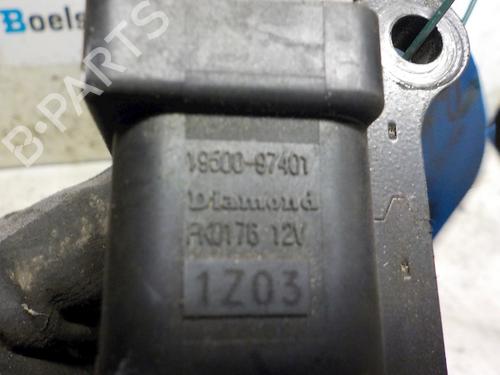 Boels
B-PARTS
19500-97401
Diamond
FK0176 12V
1Z03